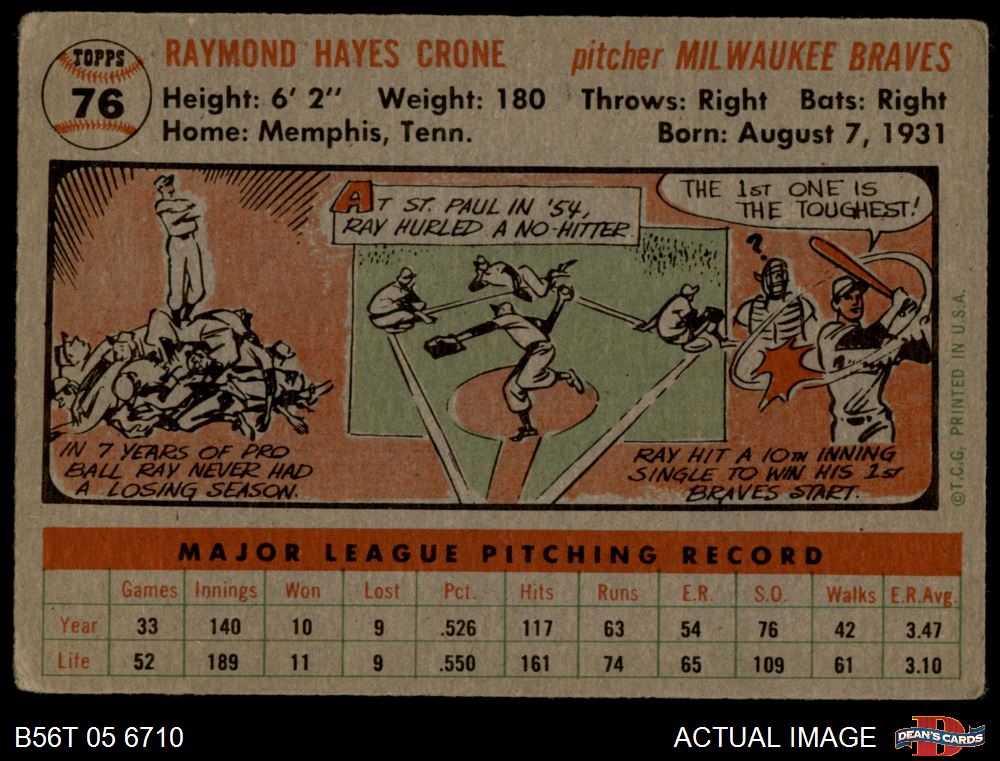 TOPPS
76
RAYMOND HAYES CRONE pitcher MILWAUKEE BRAVES
Height: 6' 2" Weight: 180 Throws: Right Bats: Right
Home: Memphis, Tenn. Born: August 7, 1931
AT ST. PAUL IN '54,
RAY HURLED A NO-HITTER.
THE 1ST ONE IS
THE TOUGHEST!
?
IN 7 YEARS OF PRO
BALL RAY NEVER HAD
A LOSING SEASON.
RAY HIT A 10TH INNING
SINGLE TO WIN HIS 1st
BRAVES START.
©T.C.G. PRINTED IN U.S.A.
MAJOR LEAGUE PITCHING RECORD
Games Innings Won Lost Pct. Hits Runs E.R. S.O. Walks E.R.Avg.
Year 33 140 10 9 .526 117 63 54 76 42 3.47
Life 52 189 11 9 .550 161 74 65 109 61 3.10
B56T 05 6710
ACTUAL IMAGE
D
DEAN'S CARDS